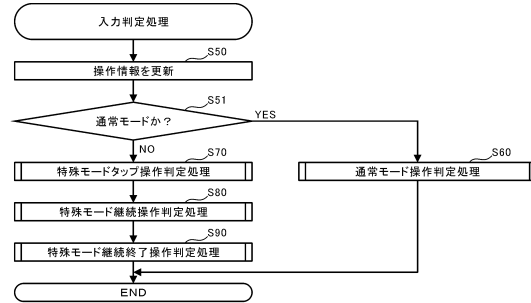 入力判定処理
S50
操作情報を更新
S51
通常モードか？
YES
NO
S70
特殊モードタップ操作判定処理
S60
通常モード操作判定処理
S80
特殊モード継続操作判定処理
S90
特殊モード継続終了操作判定処理
END